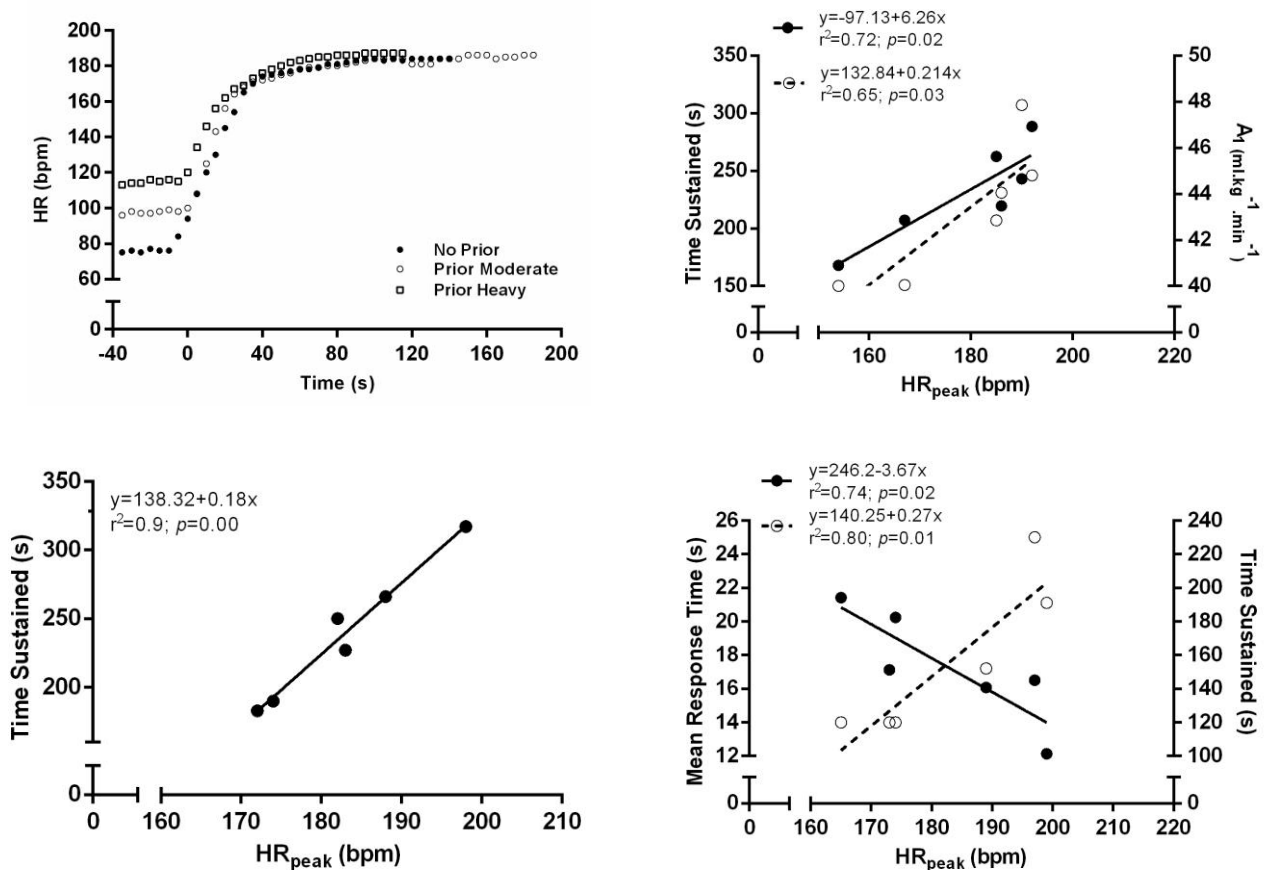 200
180
160
140
120
100
80
60
0
HR (bpm)
-40 0 40 80 120 160 200
Time (s)
No Prior
Prior Moderate
Prior Heavy
y=-97.13+6.26x
r²=0.72; p=0.02
y=132.84+0.214x
r²=0.65; p=0.03
350
300
250
200
150
0
Time Sustained (s)
50
48
46
44
42
40
0
A₁ (ml.kg⁻¹.min⁻¹)
0 160 180 200 220
HRpeak (bpm)
y=138.32+0.18x
r²=0.9; p=0.00
350
300
250
200
0
Time Sustained (s)
0 160 170 180 190 200 210
HRpeak (bpm)
y=246.2-3.67x
r²=0.74; p=0.02
y=140.25+0.27x
r²=0.80; p=0.01
26
24
22
20
18
16
14
12
0
Mean Response Time (s)
240
220
200
180
160
140
120
100
0
Time Sustained (s)
0 160 170 180 190 200 210 220
HRpeak (bpm)